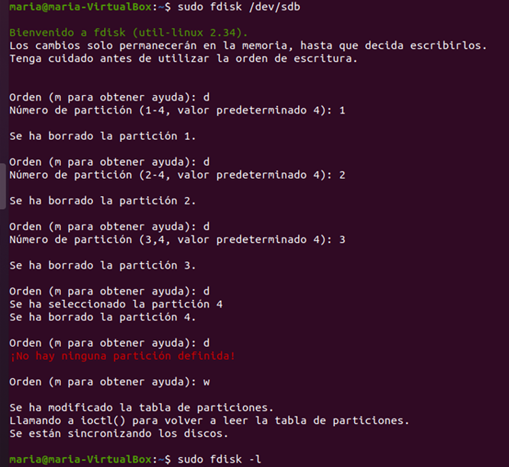 maria@maria-VirtualBox:~$ sudo fdisk /dev/sdb
Bienvenido a fdisk (util-linux 2.34).
Los cambios solo permanecerán en la memoria, hasta que decida escribirlos.
Tenga cuidado antes de utilizar la orden de escritura.
Orden (m para obtener ayuda): d
Número de partición (1-4, valor predeterminado 4): 1
Se ha borrado la partición 1.
Orden (m para obtener ayuda): d
Número de partición (2-4, valor predeterminado 4): 2
Se ha borrado la partición 2.
Orden (m para obtener ayuda): d
Número de partición (3,4, valor predeterminado 4): 3
Se ha borrado la partición 3.
Orden (m para obtener ayuda): d
Se ha seleccionado la partición 4
Se ha borrado la partición 4.
Orden (m para obtener ayuda): d
¡No hay ninguna partición definida!
Orden (m para obtener ayuda): w
Se ha modificado la tabla de particiones.
Llamando a ioctl() para volver a leer la tabla de particiones.
Se están sincronizando los discos.
maria@maria-VirtualBox:~$ sudo fdisk -l